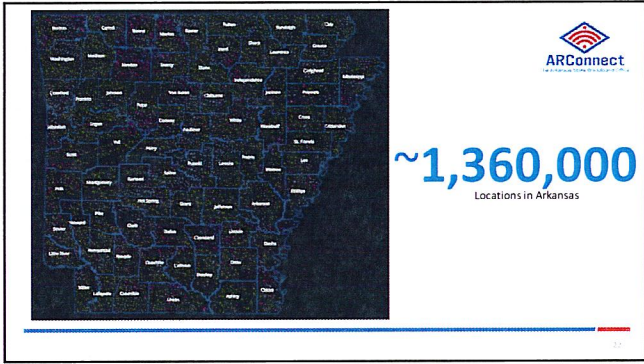 ARConnect
~1,360,000
Locations in Arkansas
Benton Carroll Boone Marion Baxter Fulton Randolph Clay
Washington Madison Newton Searcy Stone Izard Sharp Lawrence Greene
Independence Craighead Mississippi
Crawford Franklin Johnson Pope Van Buren Cleburne Jackson Poinsett
Sebastian Logan Conway Faulkner White Woodruff Cross Crittenden
Yell Perry St. Francis
Scott Pulaski Lonoke Prairie Lee
Polk Montgomery Garland Saline Monroe Phillips
Hot Spring Grant Jefferson Arkansas
Pike Clark Dallas Cleveland Lincoln
Sevier Howard Desha
Little River Hempstead Nevada Ouachita Calhoun Bradley Drew
Miller Lafayette Columbia Union Ashley Chicot